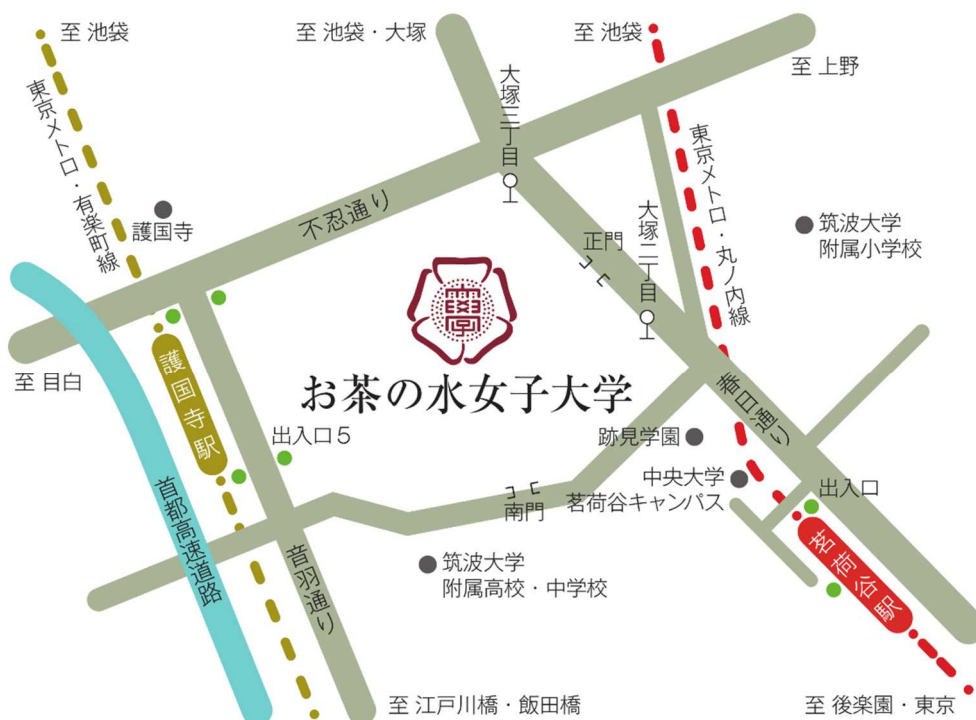 至 池袋
至 池袋・大塚
至 池袋
至 上野
東京メトロ・有楽町線
大塚三丁目
東京メトロ・丸ノ内線
護国寺
不忍通り
正門
大塚二丁目
筑波大学
附属小学校
至 目白
護国寺駅
お茶の水女子大学
春日通り
出入口5
跡見学園
中央大学
茗荷谷キャンパス
出入口
首都高速道路
南門
音羽通り
筑波大学
附属高校・中学校
茗荷谷駅
至 江戸川橋・飯田橋
至 後楽園・東京